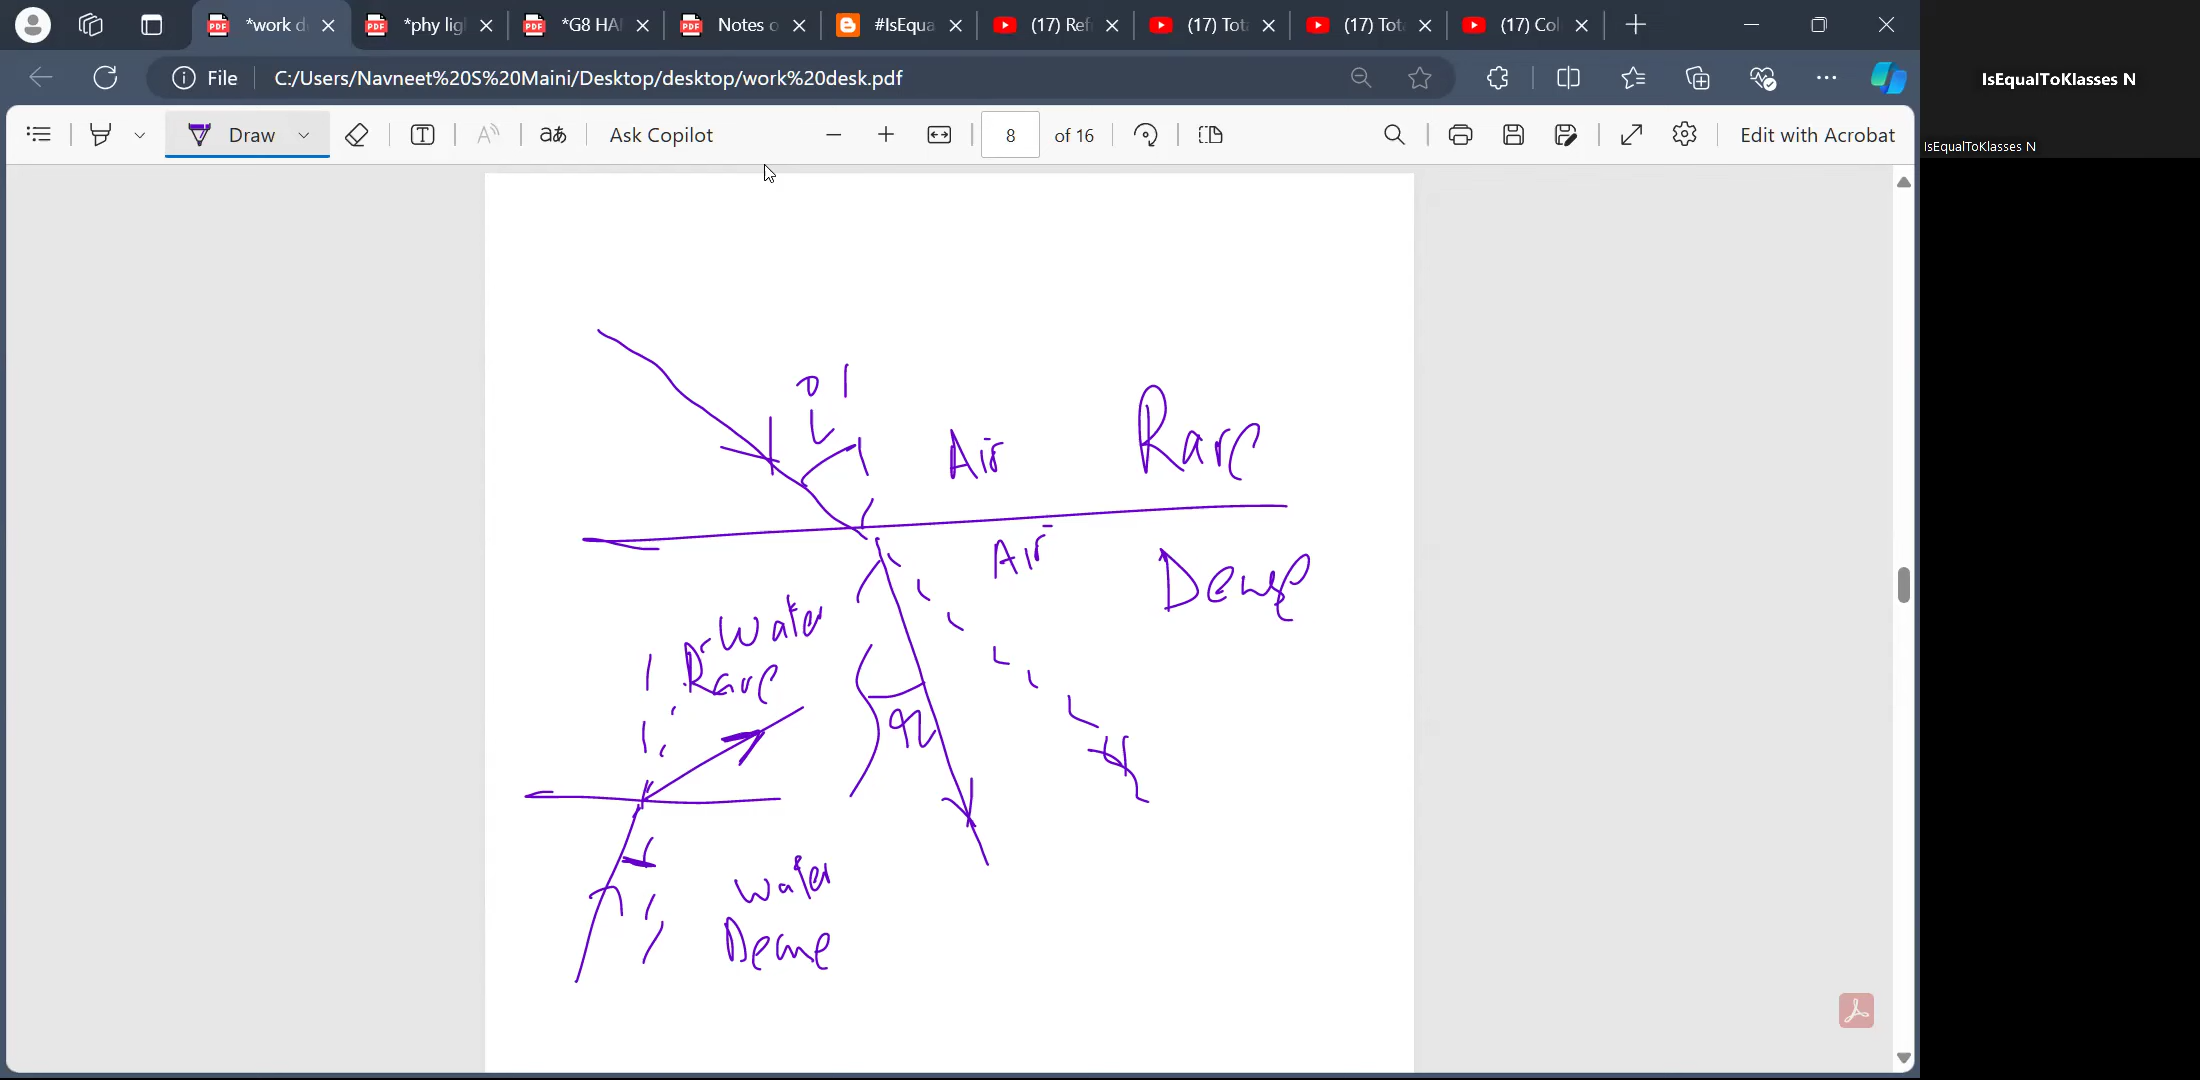 *work d
*phy lig
*G8 HA
Notes o
#IsEqua
(17) Ref
(17) Tot
(17) Tot
(17) Col
File
C:/Users/Navneet%20S%20Maini/Desktop/desktop/work%20desk.pdf
IsEqualToKlasses N
Draw
Ask Copilot
8
of 16
Edit with Acrobat
IsEqualToKlasses N
Air
Rare
Air
Dense
Water
Rare
Water
Dense